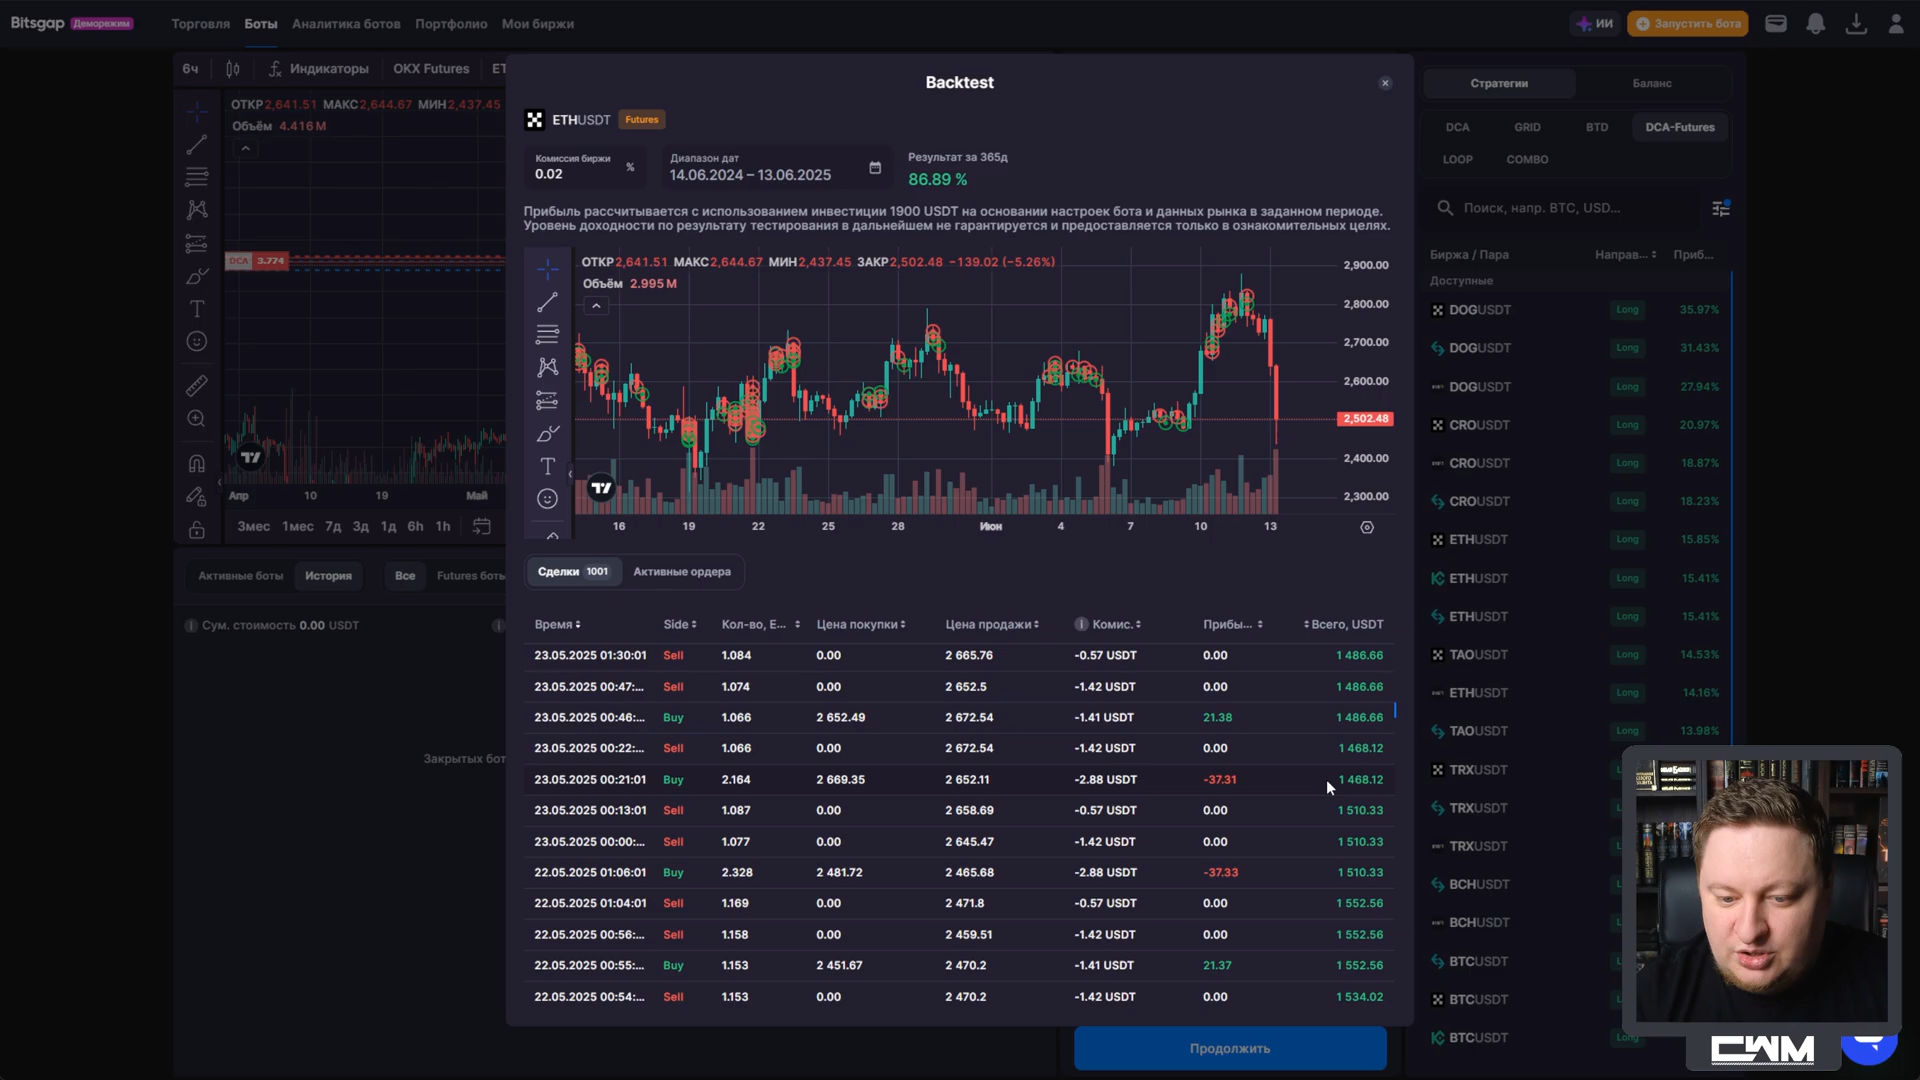 Bitsgap Деморежим Торговля Боты Аналитика ботов Портфолио Мои биржи ИИ Запустить бота
6ч Индикаторы OKX Futures
ОТКР2,641.51 МАКС2,644.67 МИН2,437.45
Объём 4.416 M
DCA 3.774
Апр 10 19 Май
3мес 1мес 7д 3д 1д 6h 1h
Активные боты История Все
Сум. стоимость 0.00 USDT
Backtest
ETHUSDT Futures
Комиссия биржи
0.02 %
Диапазон дат
14.06.2024 – 13.06.2025
Результат за 365д
86.89 %
Прибыль рассчитывается с использованием инвестиции 1900 USDT на основании настроек бота и данных рынка в заданном периоде.
Уровень доходности по результату тестирования в дальнейшем не гарантируется и предоставляется только в ознакомительных целях.
ОТКР2,641.51 МАКС2,644.67 МИН2,437.45 ЗАКР2,502.48 −139.02 (−5.26%)
Объём 2.995 M
2,900.00
2,800.00
2,700.00
2,600.00
2,502.48
2,400.00
2,300.00
16 19 22 25 28 Июн 4 7 10 13
Сделки 1001 Активные ордера
Время Side Кол-во, E... Цена покупки Цена продажи Комис. Прибы... Всего, USDT
23.05.2025 01:30:01 Sell 1.084 0.00 2 665.76 -0.57 USDT 0.00 1 486.66
23.05.2025 00:47:... Sell 1.074 0.00 2 652.5 -1.42 USDT 0.00 1 486.66
23.05.2025 00:46:... Buy 1.066 2 652.49 2 672.54 -1.41 USDT 21.38 1 486.66
23.05.2025 00:22:... Sell 1.066 0.00 2 672.54 -1.42 USDT 0.00 1 468.12
23.05.2025 00:21:01 Buy 2.164 2 669.35 2 652.11 -2.88 USDT -37.31 1 468.12
23.05.2025 00:13:01 Sell 1.087 0.00 2 658.69 -0.57 USDT 0.00 1 510.33
23.05.2025 00:00:... Sell 1.077 0.00 2 645.47 -1.42 USDT 0.00 1 510.33
22.05.2025 01:06:01 Buy 2.328 2 481.72 2 465.68 -2.88 USDT -37.33 1 510.33
22.05.2025 01:04:01 Sell 1.169 0.00 2 471.8 -0.57 USDT 0.00 1 552.56
22.05.2025 00:56:... Sell 1.158 0.00 2 459.51 -1.42 USDT 0.00 1 552.56
22.05.2025 00:55:... Buy 1.153 2 451.67 2 470.2 -1.41 USDT 21.37 1 552.56
22.05.2025 00:54:... Sell 1.153 0.00 2 470.2 -1.42 USDT 0.00 1 534.02
Продолжить
Стратегии Баланс
DCA GRID BTD DCA-Futures
LOOP COMBO
Поиск, напр. BTC, USD...
Биржа / Пара Направ... Приб...
Доступные
DOGUSDT Long 35.97%
DOGUSDT Long 31.43%
DOGUSDT Long 27.94%
CROUSDT Long 20.97%
CROUSDT Long 18.87%
CROUSDT Long 18.23%
ETHUSDT Long 15.85%
ETHUSDT Long 15.41%
ETHUSDT Long 15.41%
TAOUSDT Long 14.53%
ETHUSDT Long 14.16%
TAOUSDT Long 13.98%
TRXUSDT
TRXUSDT
TRXUSDT
BCHUSDT
BCHUSDT
BTCUSDT
BTCUSDT
BTCUSDT Long
CWM